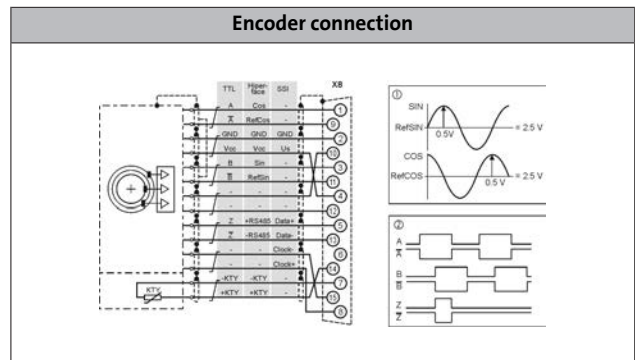 Encoder connection
TTL Hiper- face SSI X8
A Cos - 1
A RefCos - 9
GND GND GND 2
Vcc Vcc Us 10
B Sin - 3
B RefSin - 11
- - - 4
- - - 12
Z +RS485 Data+ 5
Z -RS485 Data- 13
- - Clock- 6
- - Clock+ 14
-KTY -KTY - 7
+KTY +KTY - 15
8
KTY
1
SIN
RefSIN 0.5V = 2.5 V
COS
RefCOS 0.5 V = 2.5 V
2
A
A
B
B
Z
Z